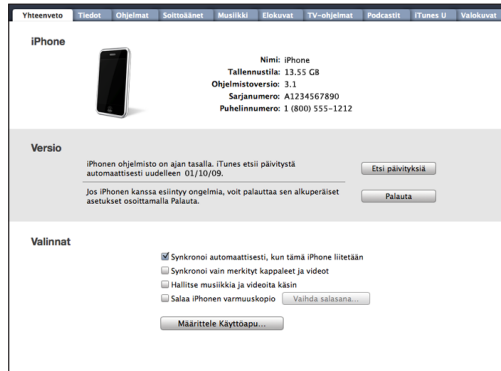 Yhteenveto Tiedot Ohjelmat Soittoäänet Musiikki Elokuvat TV-ohjelmat Podcastit iTunes U Valokuvat
iPhone
Nimi: iPhone
Tallennustila: 13.55 GB
Ohjelmistoversio: 3.1
Sarjanumero: A1234567890
Puhelinnumero: 1 (800) 555-1212
Versio
iPhonen ohjelmisto on ajan tasalla. iTunes etsii päivitystä
automaattisesti uudelleen 01/10/09.
Etsi päivityksiä
Jos iPhonen kanssa esiintyy ongelmia, voit palauttaa sen alkuperäiset
asetukset osoittamalla Palauta.
Palauta
Valinnat
Synkronoi automaattisesti, kun tämä iPhone liitetään
Synkronoi vain merkityt kappaleet ja videot
Hallitse musiikkia ja videoita käsin
Salaa iPhonen varmuuskopio Vaihda salasana...
Määrittele Käyttöapu...